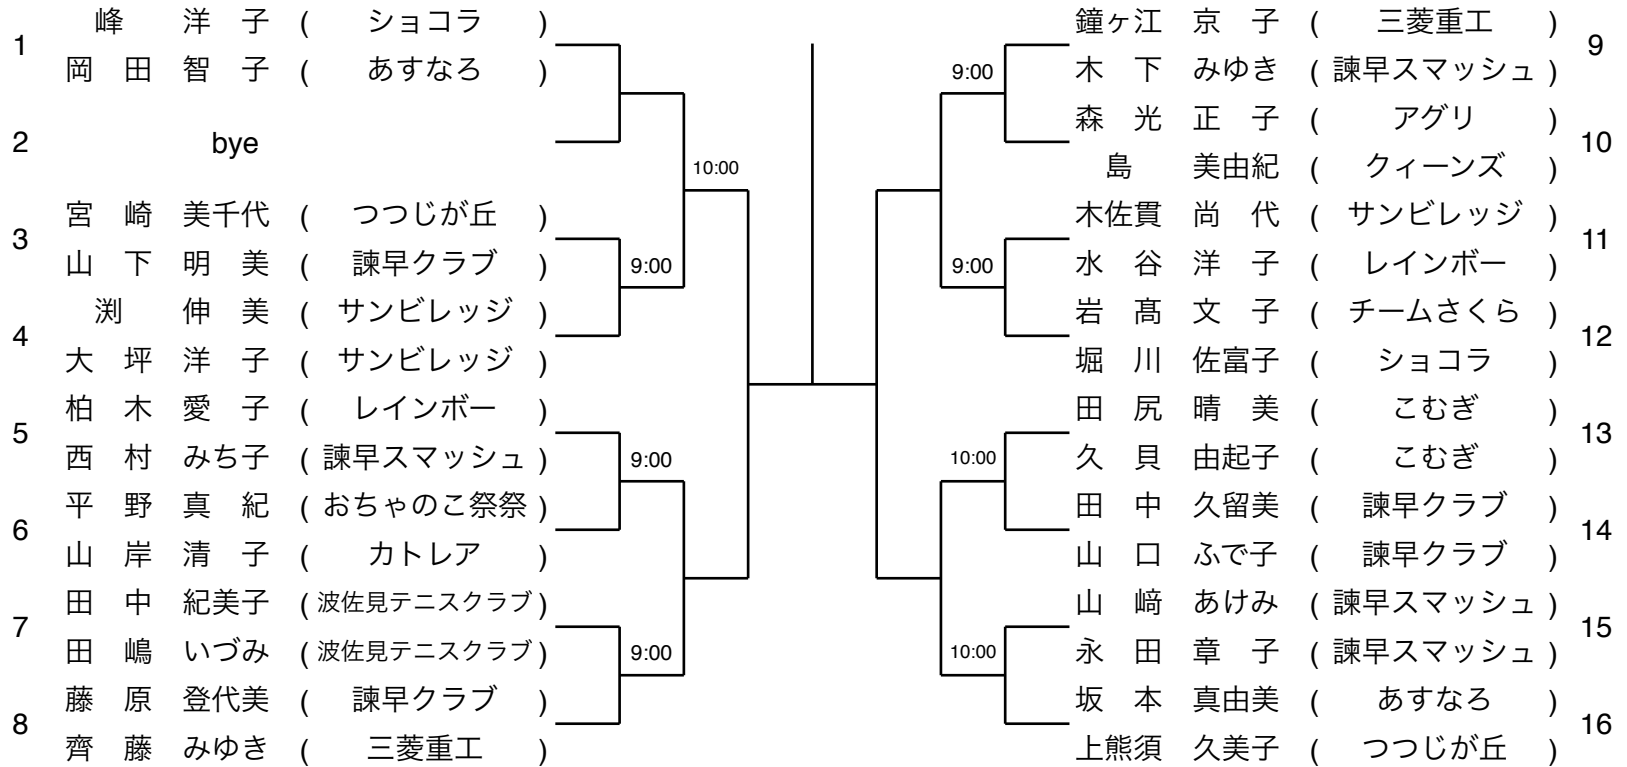 1 峰 洋 子 ( ショコラ )
岡 田 智 子 ( あすなろ )
2 bye
3 宮 崎 美千代 ( つつじが丘 )
山 下 明 美 ( 諫早クラブ )
4 渕 伸 美 ( サンビレッジ )
大 坪 洋 子 ( サンビレッジ )
5 柏 木 愛 子 ( レインボー )
西 村 みち子 ( 諫早スマッシュ )
6 平 野 真 紀 ( おちゃのこ祭祭 )
山 岸 清 子 ( カトレア )
7 田 中 紀美子 ( 波佐見テニスクラブ )
田 嶋 いづみ ( 波佐見テニスクラブ )
8 藤 原 登代美 ( 諫早クラブ )
齊 藤 みゆき ( 三菱重工 )
10:00
9:00
9:00
9:00
9:00
9:00
10:00
10:00
鐘ヶ江 京 子 ( 三菱重工 ) 9
木 下 みゆき ( 諫早スマッシュ )
森 光 正 子 ( アグリ ) 10
島 美由紀 ( クィーンズ )
木佐貫 尚 代 ( サンビレッジ ) 11
水 谷 洋 子 ( レインボー )
岩 髙 文 子 ( チームさくら ) 12
堀 川 佐富子 ( ショコラ )
田 尻 晴 美 ( こむぎ ) 13
久 貝 由起子 ( こむぎ )
田 中 久留美 ( 諫早クラブ ) 14
山 口 ふで子 ( 諫早クラブ )
山 﨑 あけみ ( 諫早スマッシュ ) 15
永 田 章 子 ( 諫早スマッシュ )
坂 本 真由美 ( あすなろ ) 16
上熊須 久美子 ( つつじが丘 )